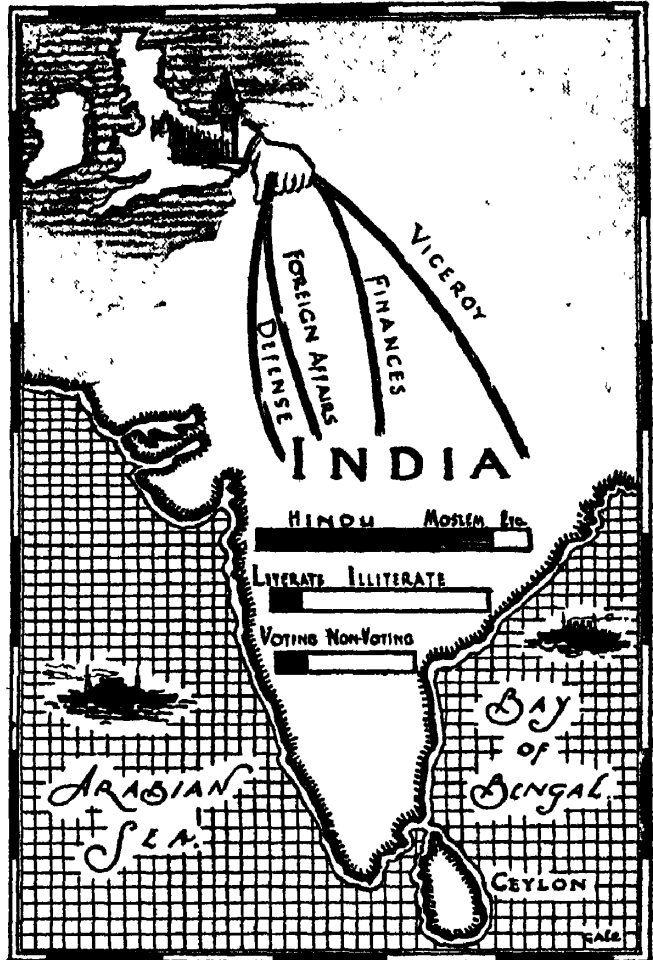 VICEROY
FOREIGN AFFAIRS
FINANCES
DEFENSE
INDIA
HINDU MOSLEM ETC.
LITERATE ILLITERATE
VOTING NON-VOTING
BAY
OF
BENGAL
ARABIAN
SEA
CEYLON
GALE